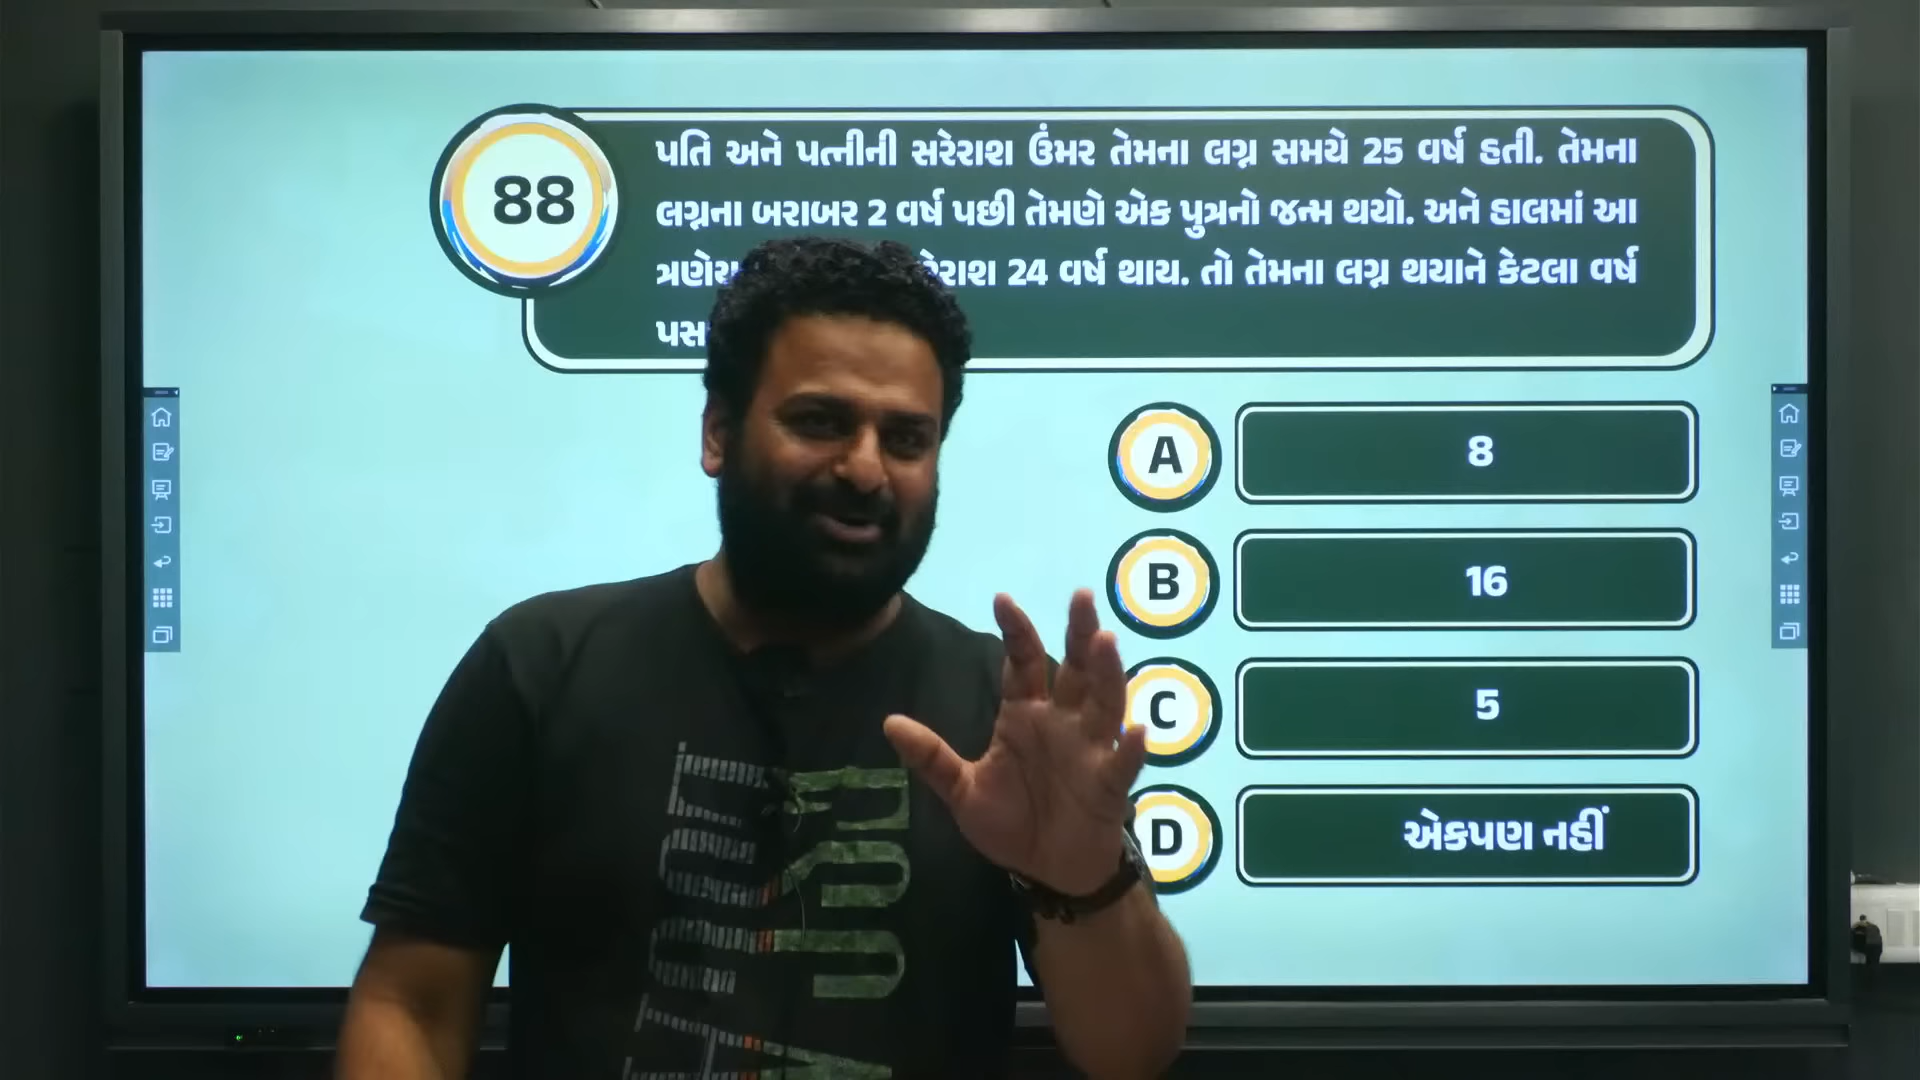 88
પતિ અને પત્નીની સરેરાશ ઉંમર તેમના લગ્ન સમયે 25 વર્ષ હતી. તેમના
લગ્નના બરાબર 2 વર્ષ પછી તેમણે એક પુત્રનો જન્મ થયો. અને હાલમાં આ
24 વર્ષ થાય. તો તેમના લગ્ન થયાને કેટલા વર્ષ
A 8
B 16
C 5
D એકપણ નહીં